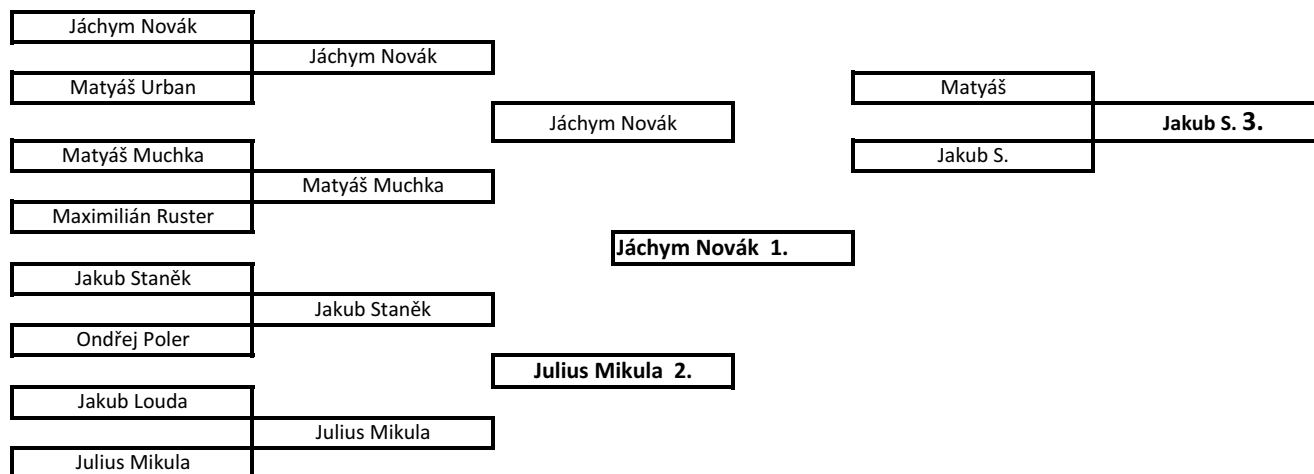 Jáchym Novák
Jáchym Novák
Matyáš Urban
Matyáš
Jáchym Novák
Jakub S. 3.
Matyáš Muchka
Jakub S.
Matyáš Muchka
Maximilián Ruster
Jáchym Novák 1.
Jakub Staněk
Jakub Staněk
Ondřej Poler
Julius Mikula 2.
Jakub Louda
Julius Mikula
Julius Mikula